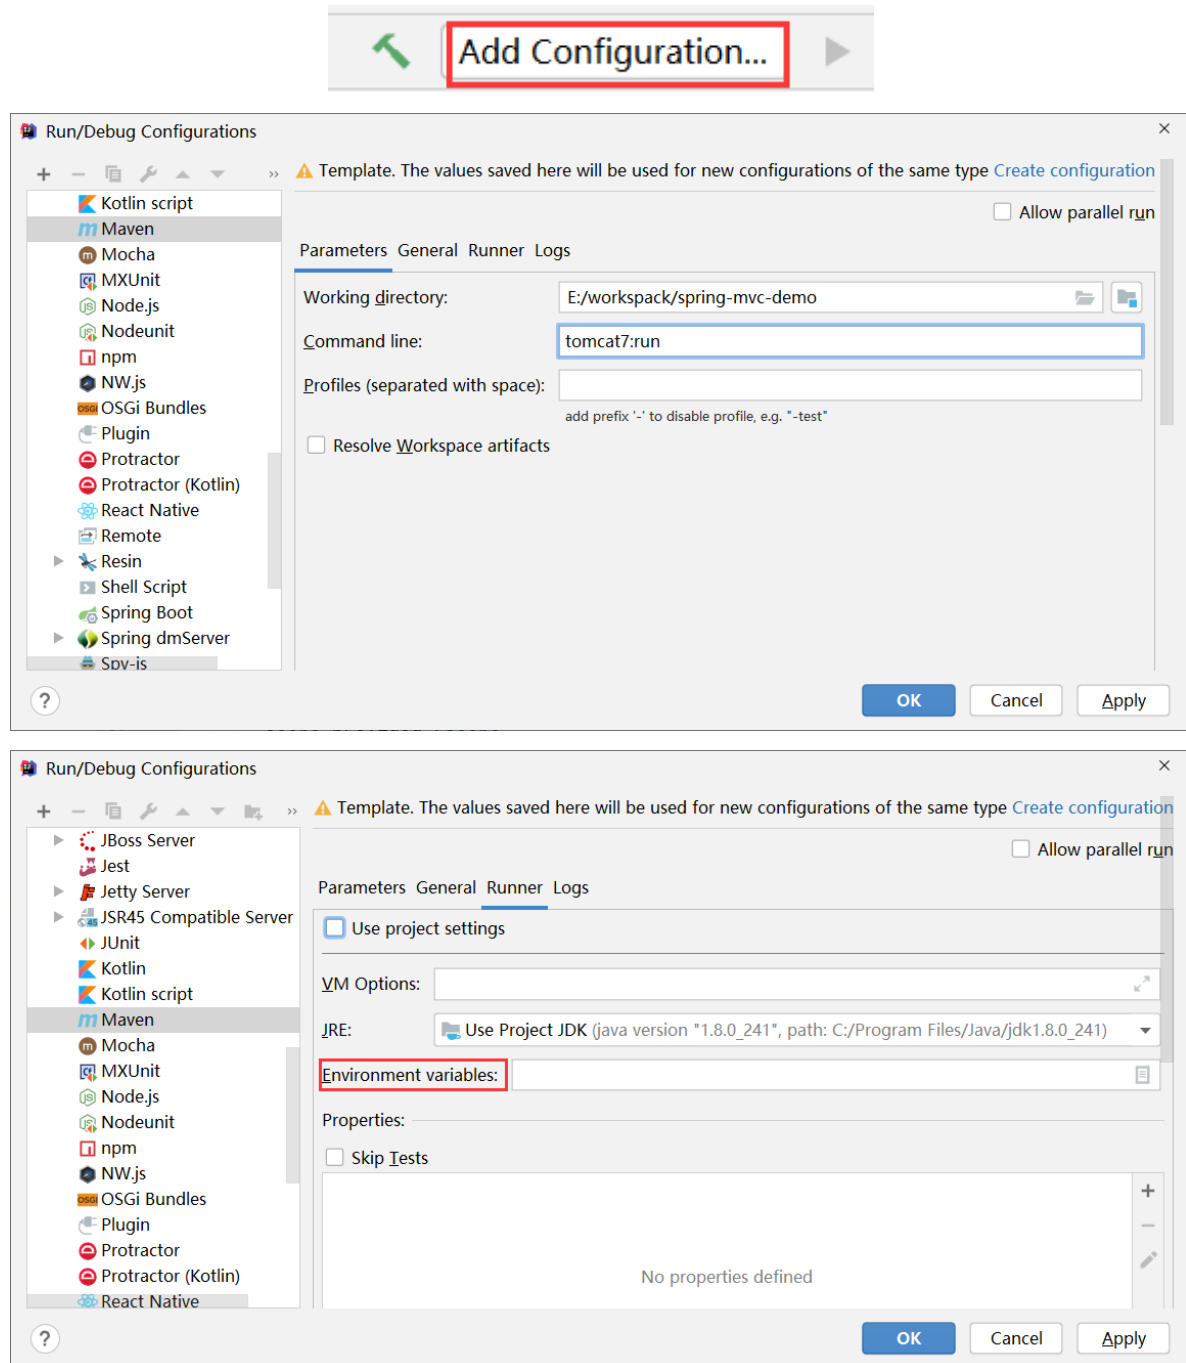 Add Configuration...
Run/Debug Configurations
Template. The values saved here will be used for new configurations of the same type Create configuration
Kotlin script
Allow parallel run
Maven
Mocha
Parameters General Runner Logs
MXUnit
Node.js
Working directory: E:/workspack/spring-mvc-demo
Nodeunit
Command line: tomcat7:run
npm
NW.js
Profiles (separated with space):
OSGi Bundles
add prefix '-' to disable profile, e.g. "-test"
Plugin
Resolve Workspace artifacts
Protractor
Protractor (Kotlin)
React Native
Remote
Resin
Shell Script
Spring Boot
Spring dmServer
Spy-js
? OK Cancel Apply
Run/Debug Configurations
Template. The values saved here will be used for new configurations of the same type Create configuration
JBoss Server
Allow parallel run
Jest
Parameters General Runner Logs
Jetty Server
JSR45 Compatible Server
Use project settings
JUnit
Kotlin
VM Options:
Kotlin script
Maven
JRE: Use Project JDK (java version "1.8.0_241", path: C:/Program Files/Java/jdk1.8.0_241)
Mocha
MXUnit
Environment variables:
Node.js
Nodeunit
Properties:
npm
Skip Tests
NW.js
OSGi Bundles
Plugin
Protractor
Protractor (Kotlin)
No properties defined
React Native
? OK Cancel Apply